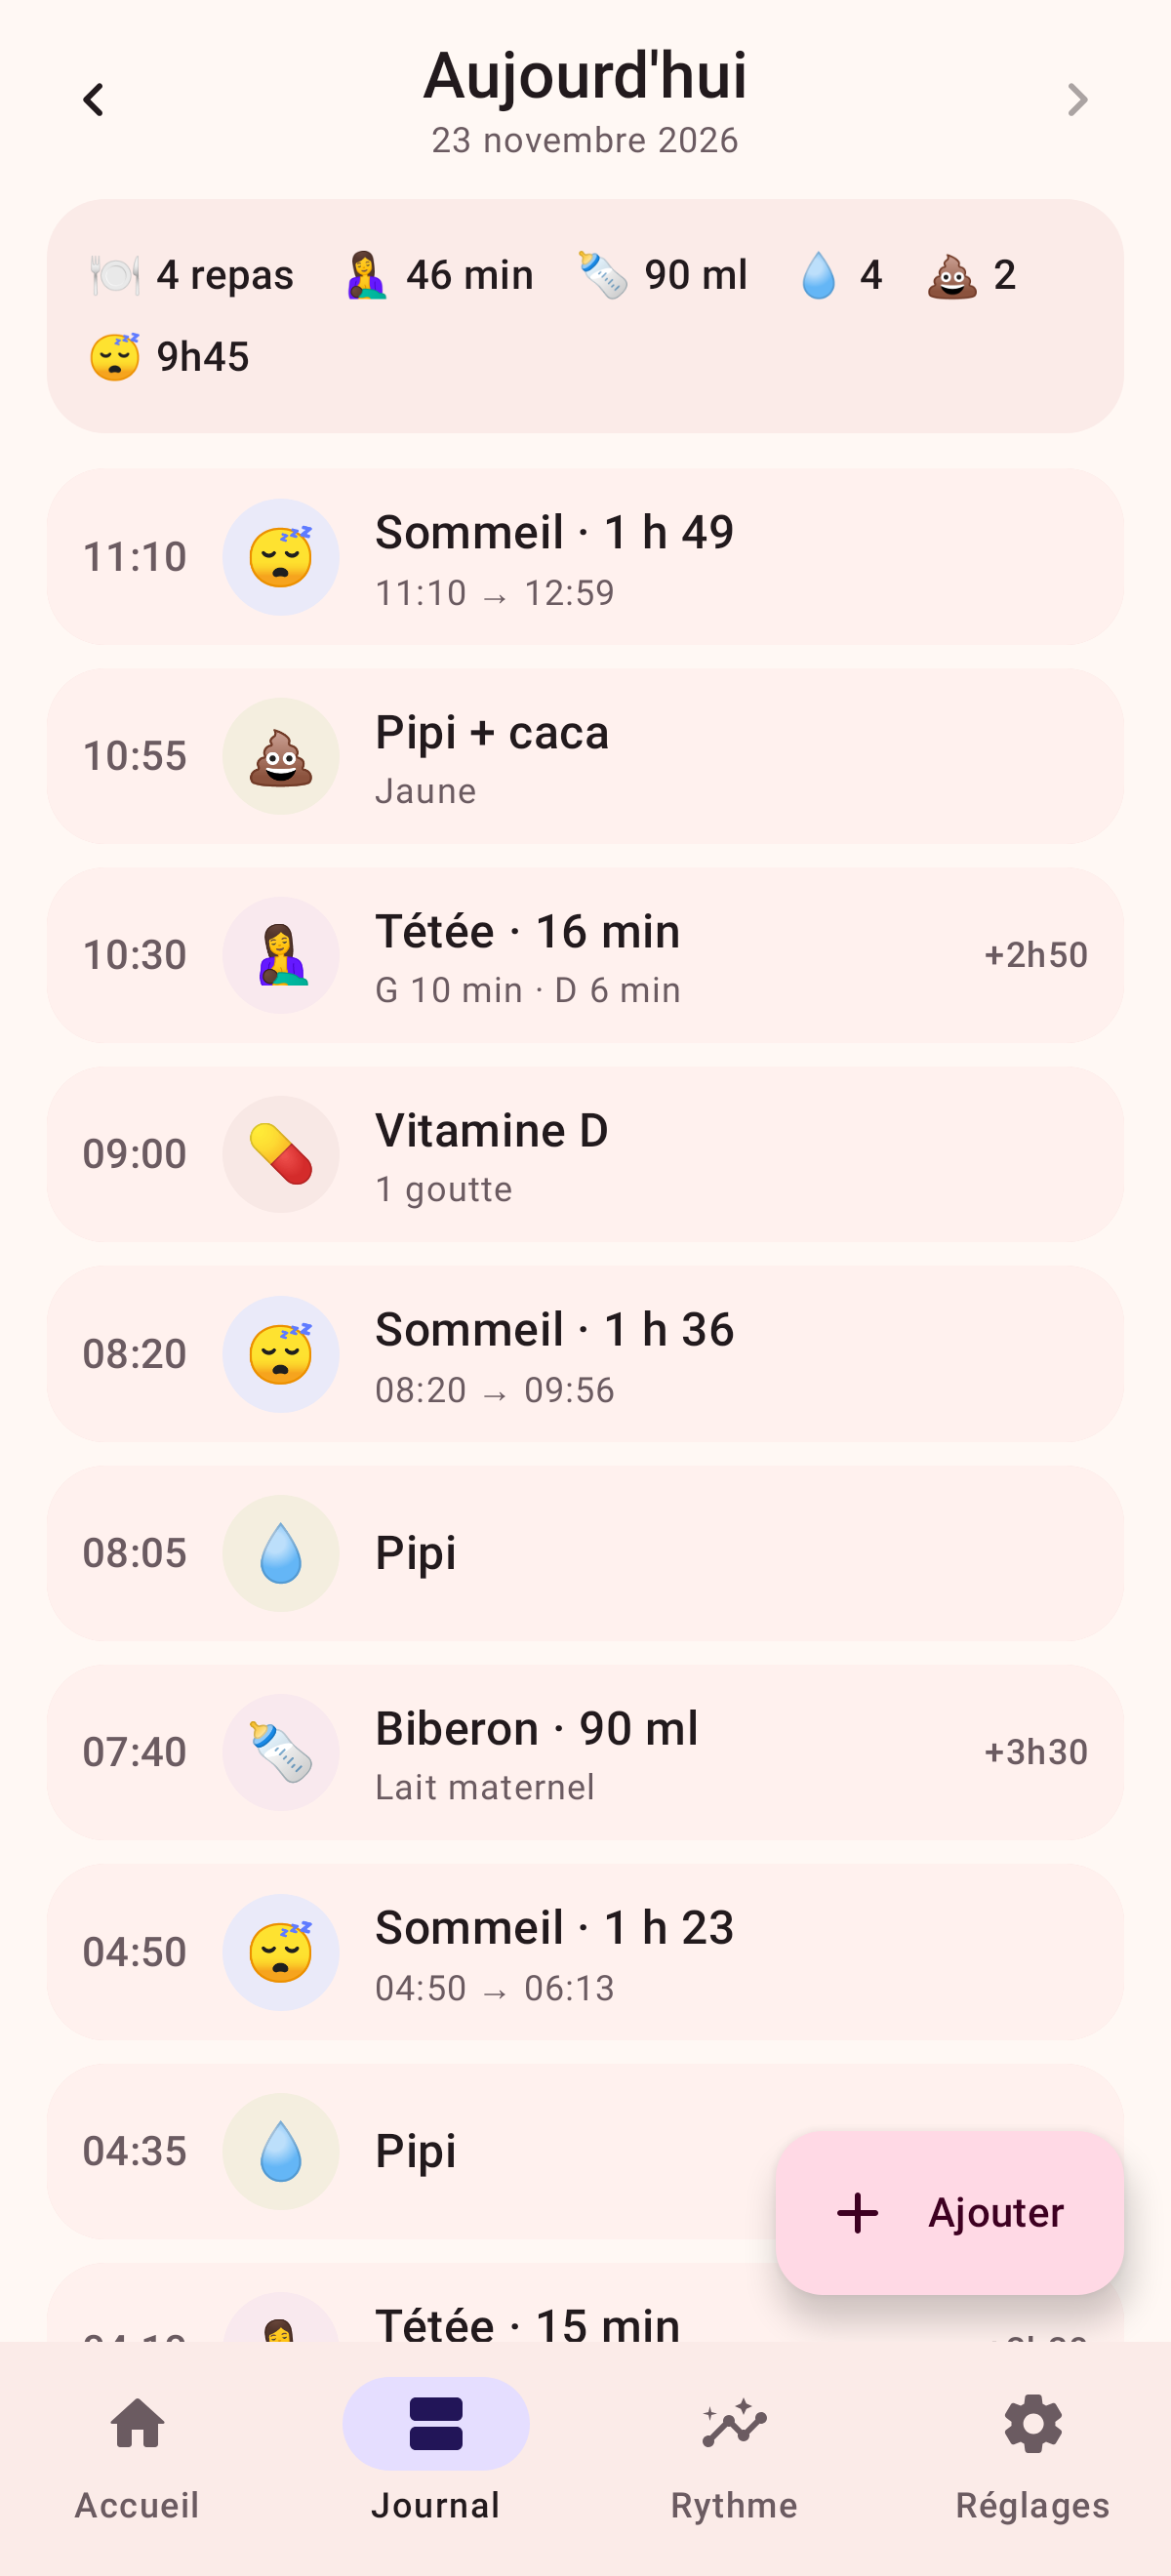 Aujourd'hui
23 novembre 2026
4 repas 46 min 90 ml 4 2
9h45
11:10 Sommeil · 1 h 49
11:10 → 12:59
10:55 Pipi + caca
Jaune
10:30 Tétée · 16 min +2h50
G 10 min · D 6 min
09:00 Vitamine D
1 goutte
08:20 Sommeil · 1 h 36
08:20 → 09:56
08:05 Pipi
07:40 Biberon · 90 ml +3h30
Lait maternel
04:50 Sommeil · 1 h 23
04:50 → 06:13
04:35 Pipi
Ajouter
Tétée · 15 min
Accueil Journal Rythme Réglages